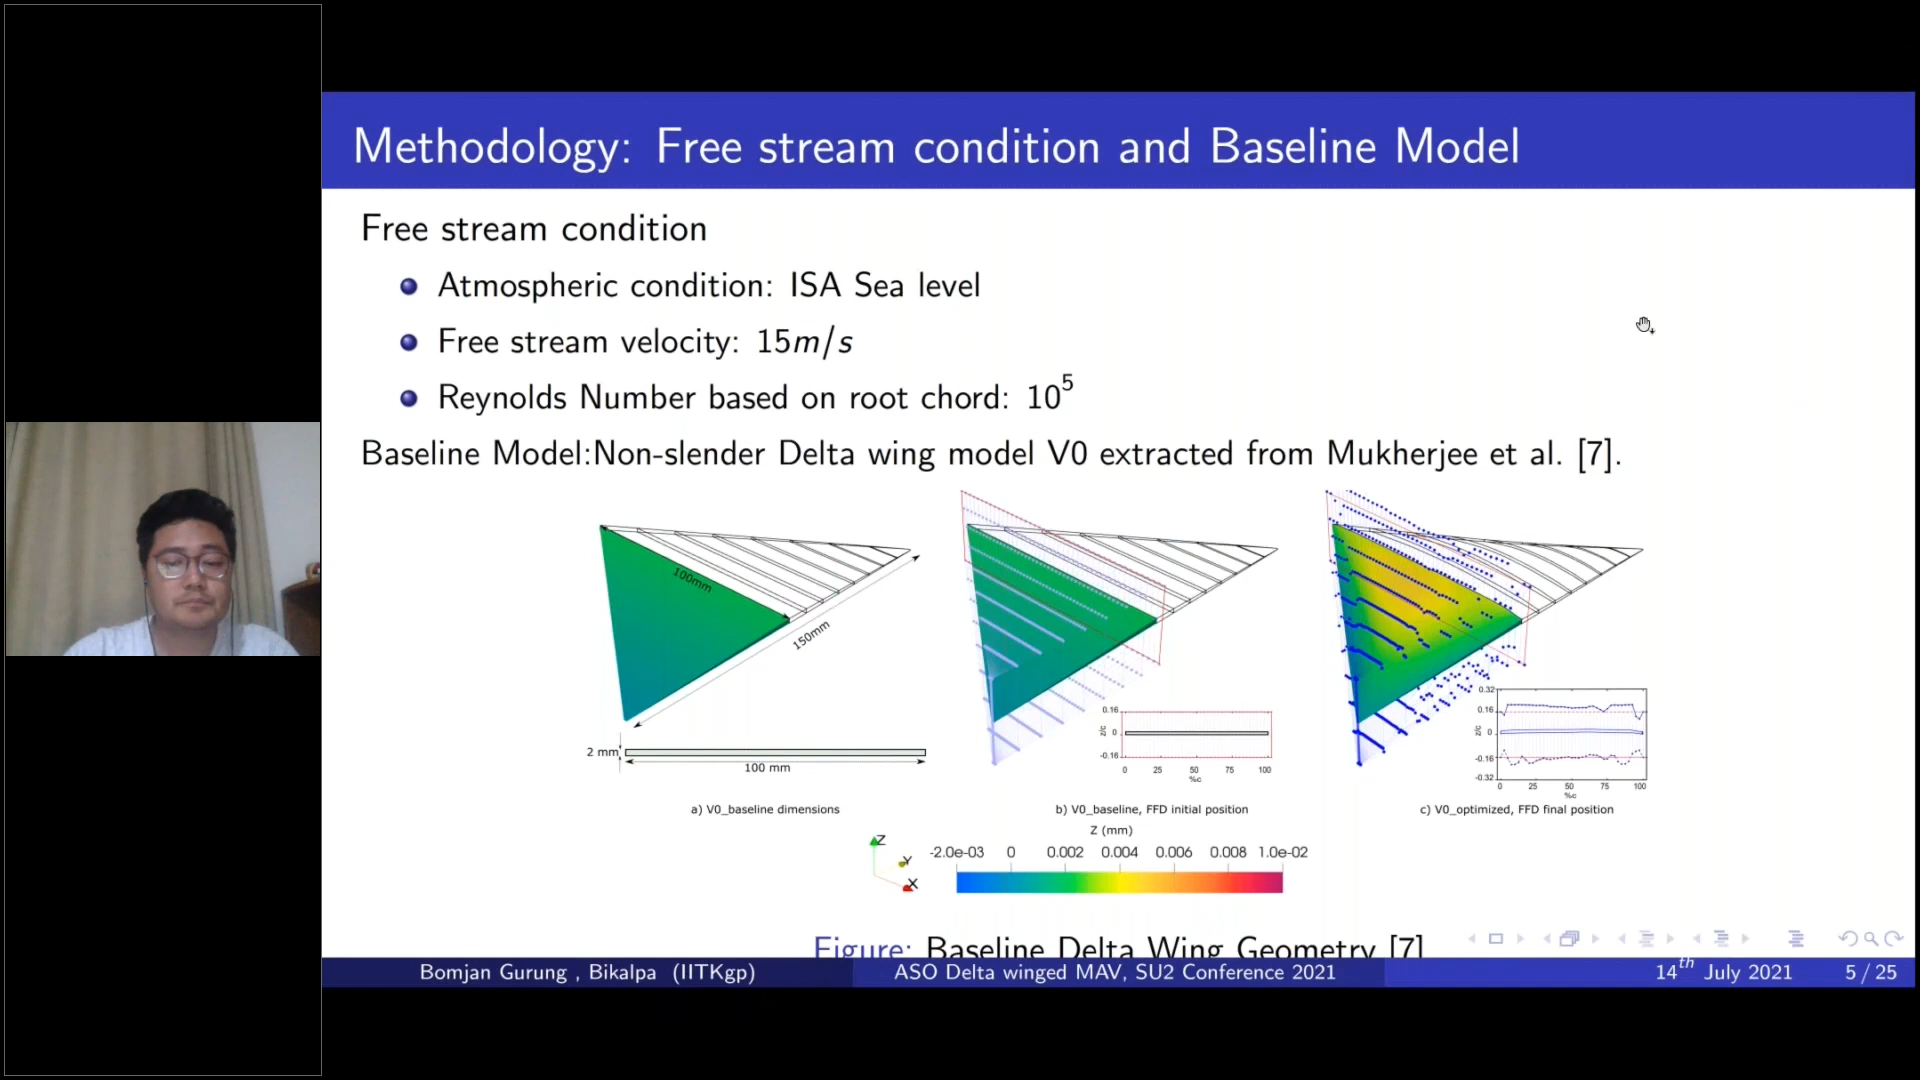 Methodology: Free stream condition and Baseline Model
Free stream condition
Atmospheric condition: ISA Sea level
Free stream velocity: 15m/s
Reynolds Number based on root chord: 10^5
Baseline Model:Non-slender Delta wing model V0 extracted from Mukherjee et al. [7].
100mm
150mm
2 mm
100 mm
0.16
0
-0.16
z/c
0 25 50 75 100
%c
0.32
0.16
0
-0.16
-0.32
z/c
0 25 50 75 100
%c
a) V0_baseline dimensions
b) V0_baseline, FFD initial position
c) V0_optimized, FFD final position
Z (mm)
-2.0e-03 0 0.002 0.004 0.006 0.008 1.0e-02
Z
Y
X
Figure: Baseline Delta Wing Geometry [7]
Bomjan Gurung , Bikalpa (IITKgp)
ASO Delta winged MAV, SU2 Conference 2021
14th July 2021
5 / 25